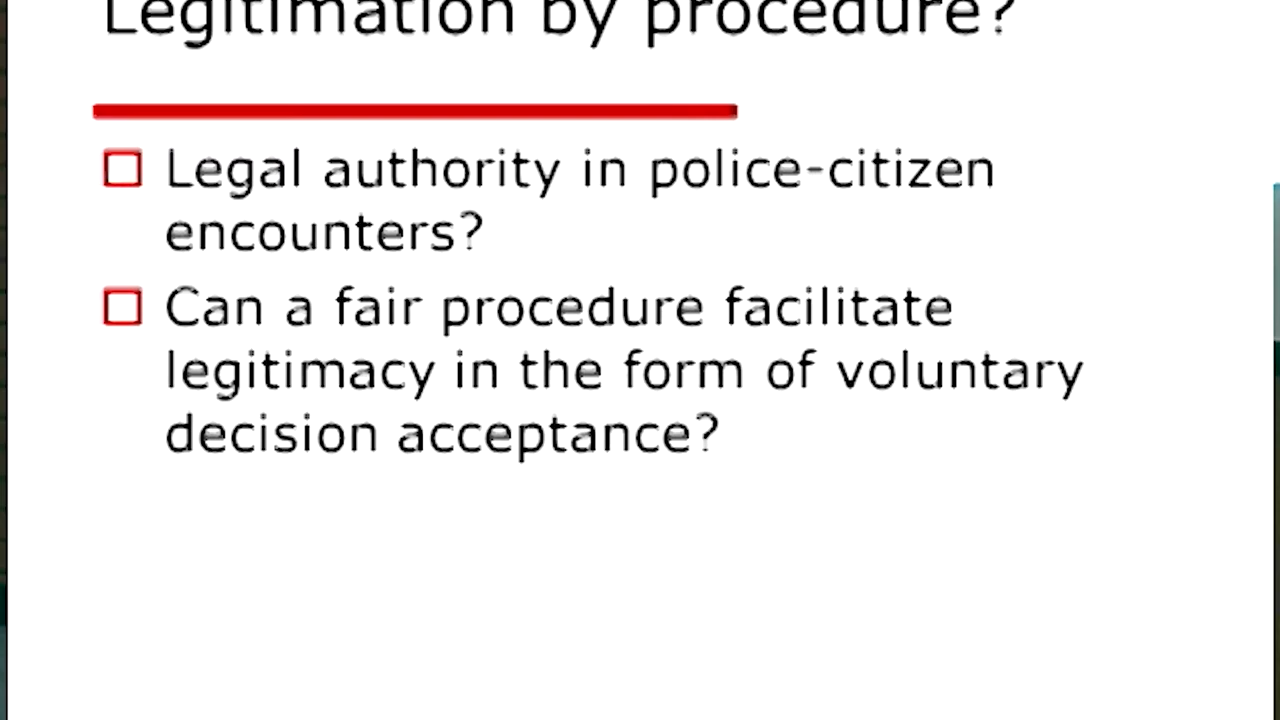 Legitimation by procedure?
Legal authority in police-citizen
encounters?
Can a fair procedure facilitate
legitimacy in the form of voluntary
decision acceptance?